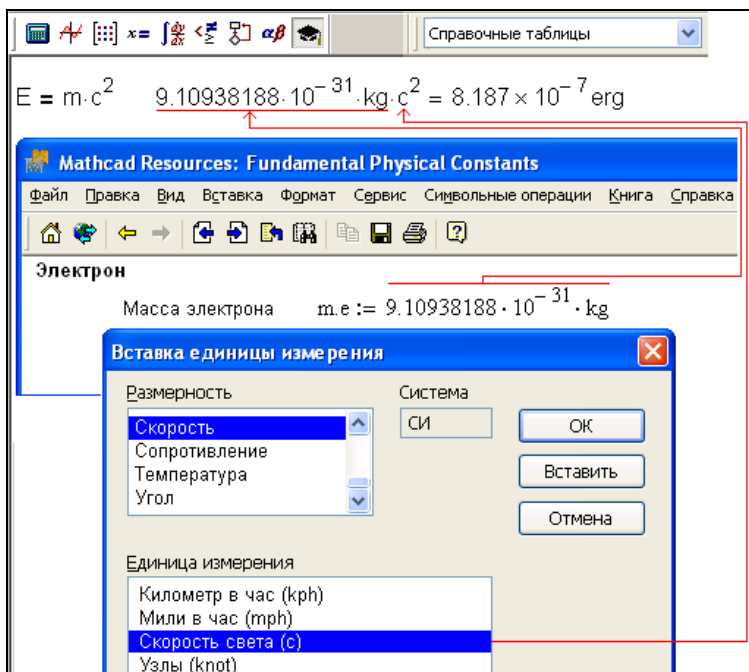 x= αβ Справочные таблицы
E = m·c² 9.10938188·10⁻³¹·kg·c² = 8.187 × 10⁻⁷ erg
Mathcad Resources: Fundamental Physical Constants
Файл Правка Вид Вставка Формат Сервис Символьные операции Книга Справка
Электрон
Масса электрона m.e := 9.10938188 · 10⁻³¹ · kg
Вставка единицы измерения
Размерность Система
Скорость СИ ОК
Сопротивление
Температура Вставить
Угол
Отмена
Единица измерения
Километр в час (kph)
Мили в час (mph)
Скорость света (c)
Узлы (knot)